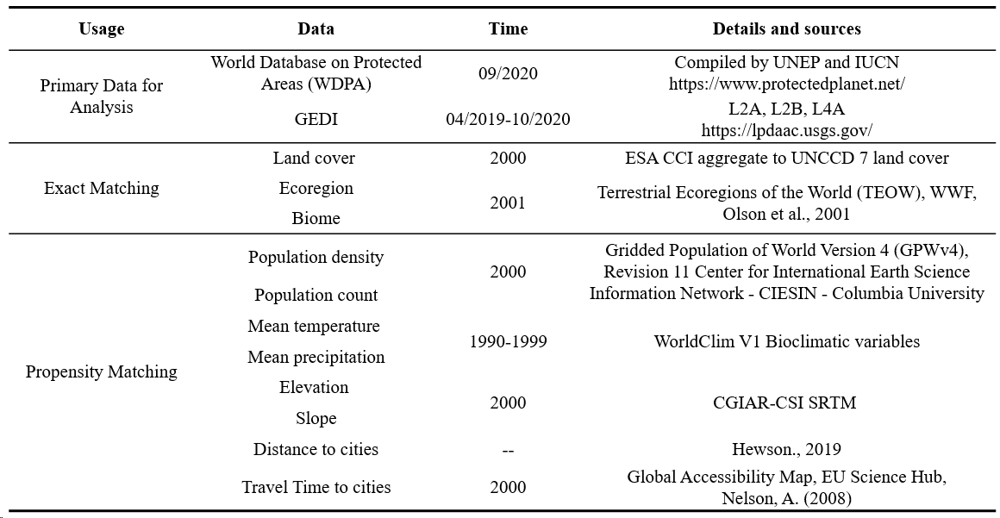 Usage Data Time Details and sources
Primary Data for Analysis
World Database on Protected
Areas (WDPA)
09/2020
Compiled by UNEP and IUCN
https://www.protectedplanet.net/
GEDI
04/2019-10/2020
L2A, L2B, L4A
https://lpdaac.usgs.gov/
Exact Matching
Land cover
2000
ESA CCI aggregate to UNCCD 7 land cover
Ecoregion
Biome
2001
Terrestrial Ecoregions of the World (TEOW), WWF,
Olson et al., 2001
Propensity Matching
Population density
Population count
2000
Gridded Population of World Version 4 (GPWv4),
Revision 11 Center for International Earth Science
Information Network - CIESIN - Columbia University
Mean temperature
Mean precipitation
1990-1999
WorldClim V1 Bioclimatic variables
Elevation
Slope
2000
CGIAR-CSI SRTM
Distance to cities
--
Hewson., 2019
Travel Time to cities
2000
Global Accessibility Map, EU Science Hub,
Nelson, A. (2008)